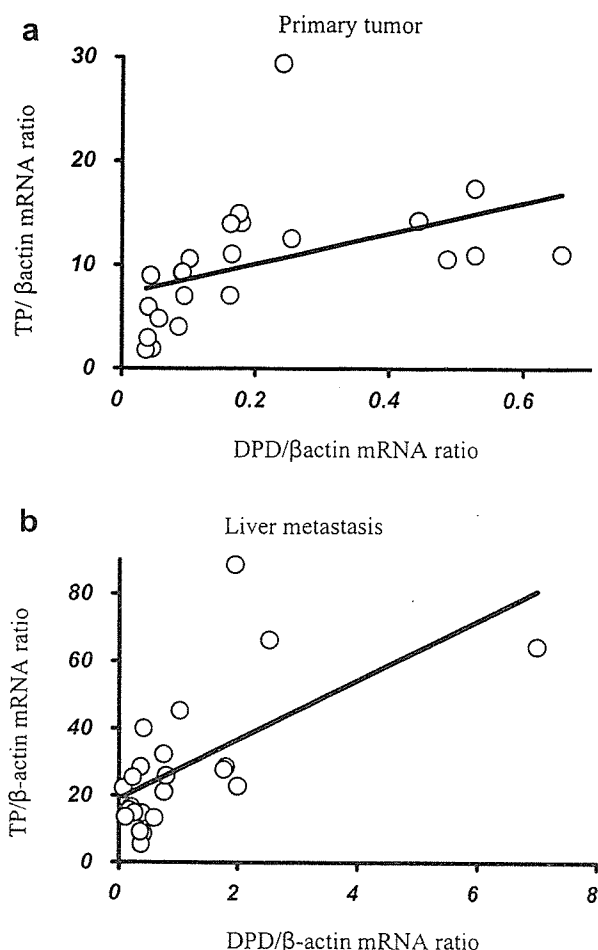 a
Primary tumor
TP/ βactin mRNA ratio
30
20
10
0
0 0.2 0.4 0.6
DPD/βactin mRNA ratio
b
Liver metastasis
TP/β-actin mRNA ratio
80
60
40
20
0
0 2 4 6 8
DPD/β-actin mRNA ratio